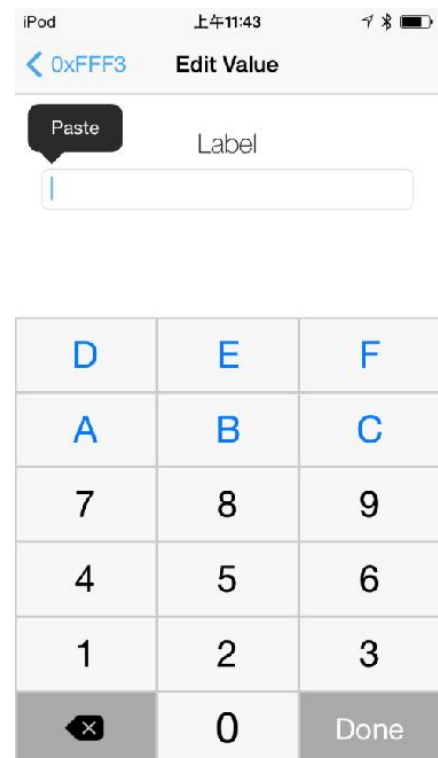 iPod 上午11:43
0xFFF3 Edit Value
Paste
Label
D E F
A B C
7 8 9
4 5 6
1 2 3
0 Done